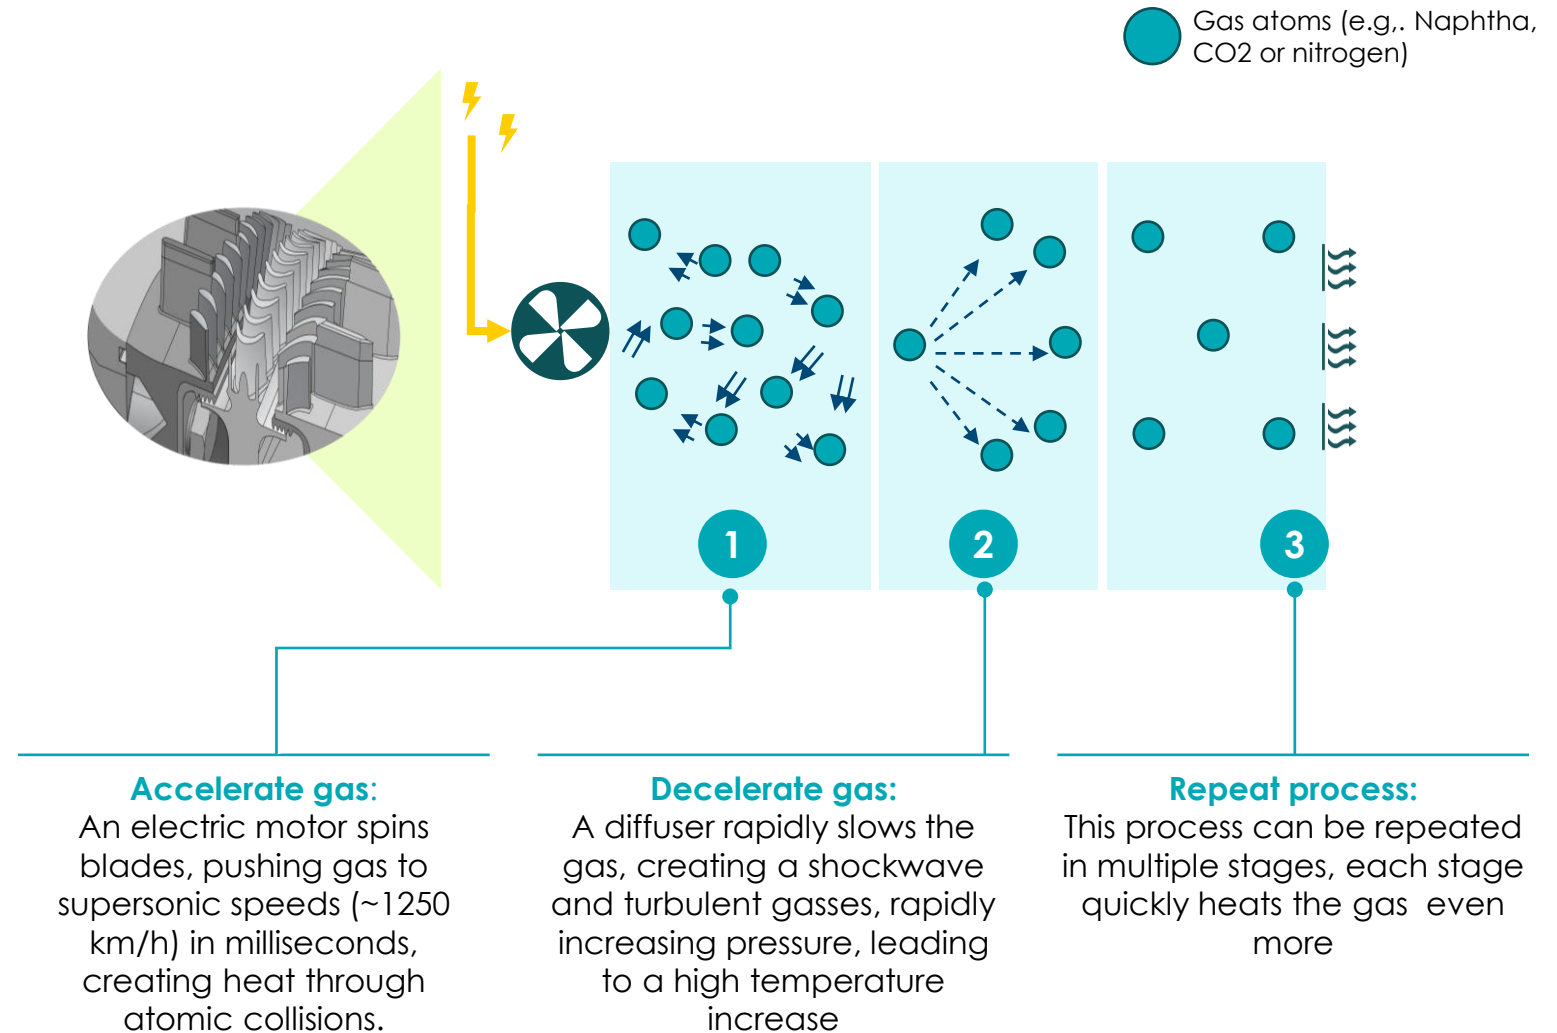 Gas atoms (e.g,. Naphtha,
CO2 or nitrogen)
1
2
3
Accelerate gas:
An electric motor spins
blades, pushing gas to
supersonic speeds (~1250
km/h) in milliseconds,
creating heat through
atomic collisions.
Decelerate gas:
A diffuser rapidly slows the
gas, creating a shockwave
and turbulent gasses, rapidly
increasing pressure, leading
to a high temperature
increase
Repeat process:
This process can be repeated
in multiple stages, each stage
quickly heats the gas  even
more